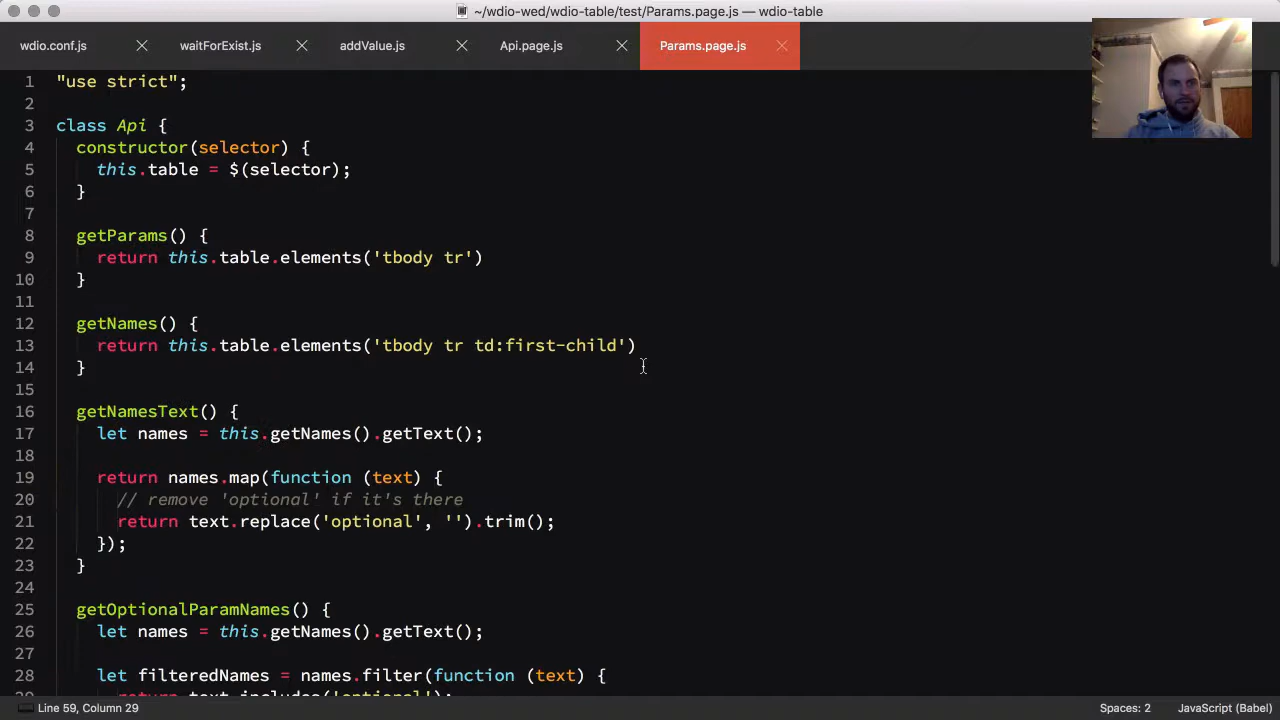 ~/wdio-wed/wdio-table/test/Params.page.js — wdio-table
wdio.conf.js waitForExist.js addValue.js Api.page.js Params.page.js
1 "use strict";
2
3 class Api {
4 constructor(selector) {
5 this.table = $(selector);
6 }
7
8 getParams() {
9 return this.table.elements('tbody tr')
10 }
11
12 getNames() {
13 return this.table.elements('tbody tr td:first-child')
14 }
15
16 getNamesText() {
17 let names = this.getNames().getText();
18
19 return names.map(function (text) {
20 // remove 'optional' if it's there
21 return text.replace('optional', '').trim();
22 });
23 }
24
25 getOptionalParamNames() {
26 let names = this.getNames().getText();
27
28 let filteredNames = names.filter(function (text) {
29 return text.includes('optional');
Line 59, Column 29 Spaces: 2 JavaScript (Babel)